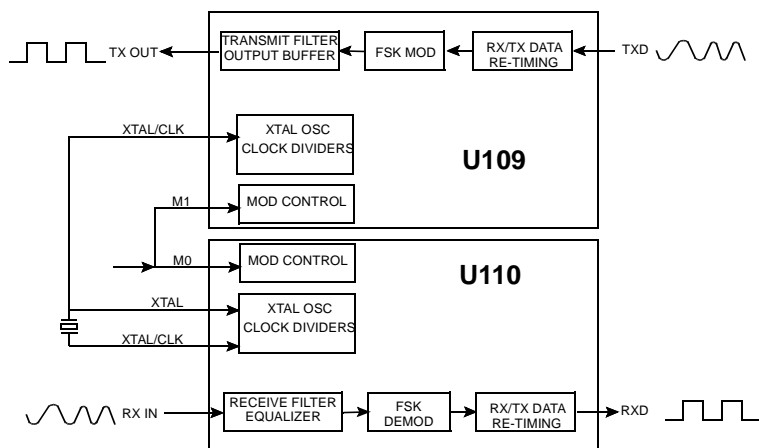 TX OUT
TRANSMIT FILTER
OUTPUT BUFFER
FSK MOD
RX/TX DATA
RE-TIMING
TXD
XTAL/CLK
XTAL OSC
CLOCK DIVIDERS
U109
M1
MOD CONTROL
M0
MOD CONTROL
U110
XTAL
XTAL OSC
CLOCK DIVIDERS
XTAL/CLK
RX IN
RECEIVE FILTER
EQUALIZER
FSK
DEMOD
RX/TX DATA
RE-TIMING
RXD